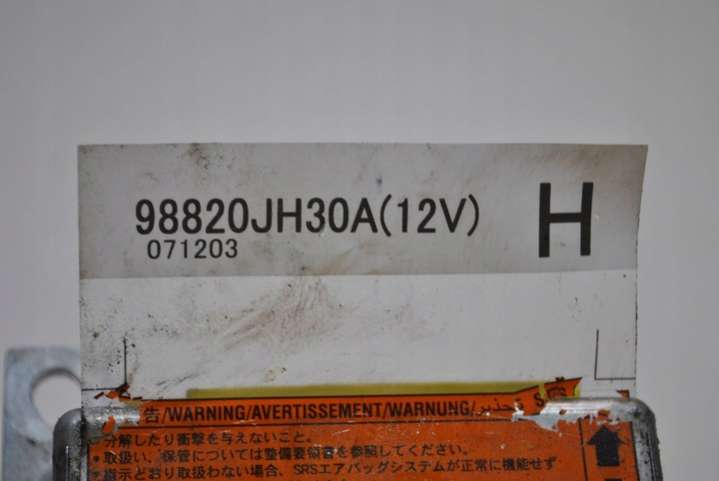 98820JH30A(12V) H
071203
告/WARNING/AVERTISSEMENT/WARNUNG/تحذير
分解したり衝撃を与えないこと。
・取扱い、保管については整備要領書を参照してください。
・指示どおり取扱わない場合、SRSエアバッグシステムが正常に機能せず